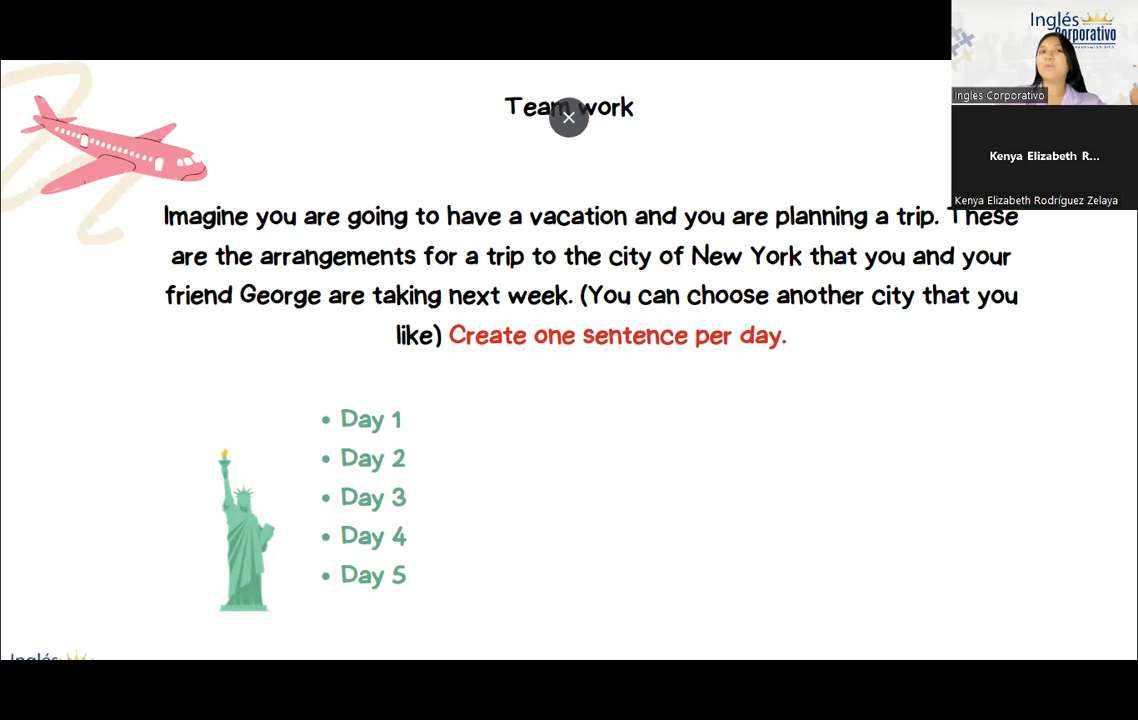 Team work
Imagine you are going to have a vacation and you are planning a trip. These
are the arrangements for a trip to the city of New York that you and your
friend George are taking next week. (You can choose another city that you
like) Create one sentence per day.
• Day 1
• Day 2
• Day 3
• Day 4
• Day 5
Inglés
Inglés
Corporativo
Ingles Corporativo
Kenya Elizabeth R...
Kenya Elizabeth Rodríguez Zelaya